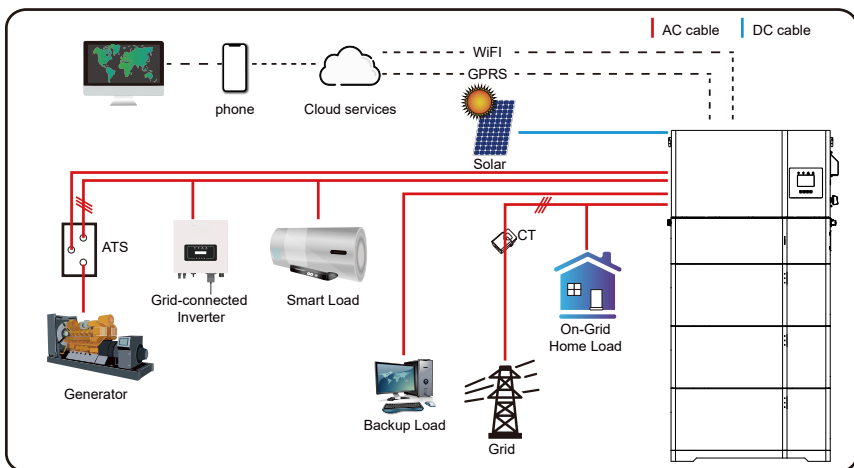 AC cable
DC cable
WiFI
GPRS
phone
Cloud services
Solar
ATS
CT
Grid-connected
Inverter
Smart Load
On-Grid
Home Load
Generator
Backup Load
Grid